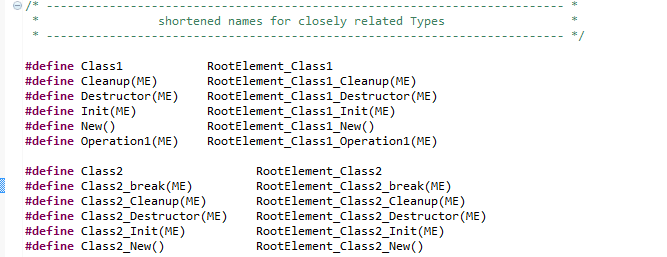 /* -------------------------------------------------------------------------- *
 *                 shortened names for closely related Types                  *
 * -------------------------------------------------------------------------- */
#define Class1            RootElement_Class1
#define Cleanup(ME)       RootElement_Class1_Cleanup(ME)
#define Destructor(ME)    RootElement_Class1_Destructor(ME)
#define Init(ME)          RootElement_Class1_Init(ME)
#define New()             RootElement_Class1_New()
#define Operation1(ME)    RootElement_Class1_Operation1(ME)
#define Class2                   RootElement_Class2
#define Class2_break(ME)         RootElement_Class2_break(ME)
#define Class2_Cleanup(ME)       RootElement_Class2_Cleanup(ME)
#define Class2_Destructor(ME)    RootElement_Class2_Destructor(ME)
#define Class2_Init(ME)          RootElement_Class2_Init(ME)
#define Class2_New()             RootElement_Class2_New()